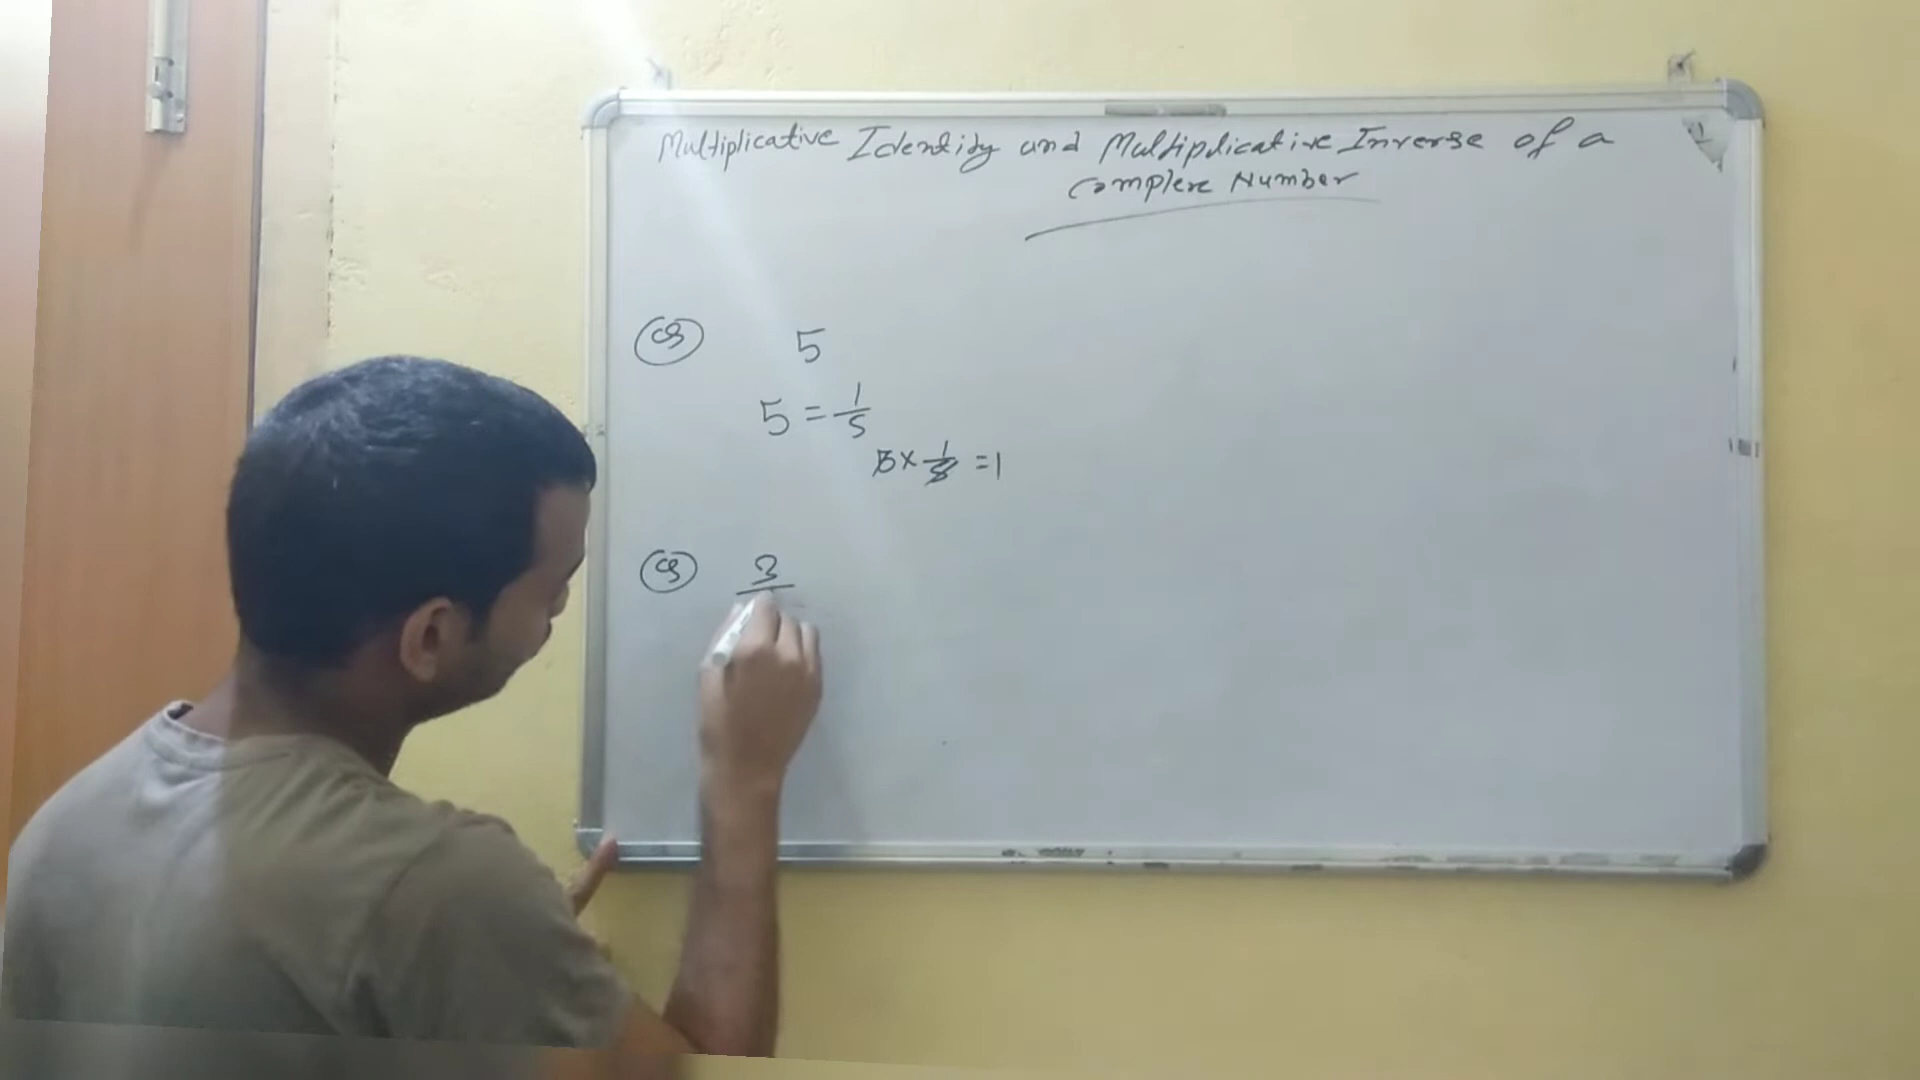 Multiplicative Identity and Multiplicative Inverse of a
Complex Number
5
5 = 1/5
5 × 1/5 = 1
3